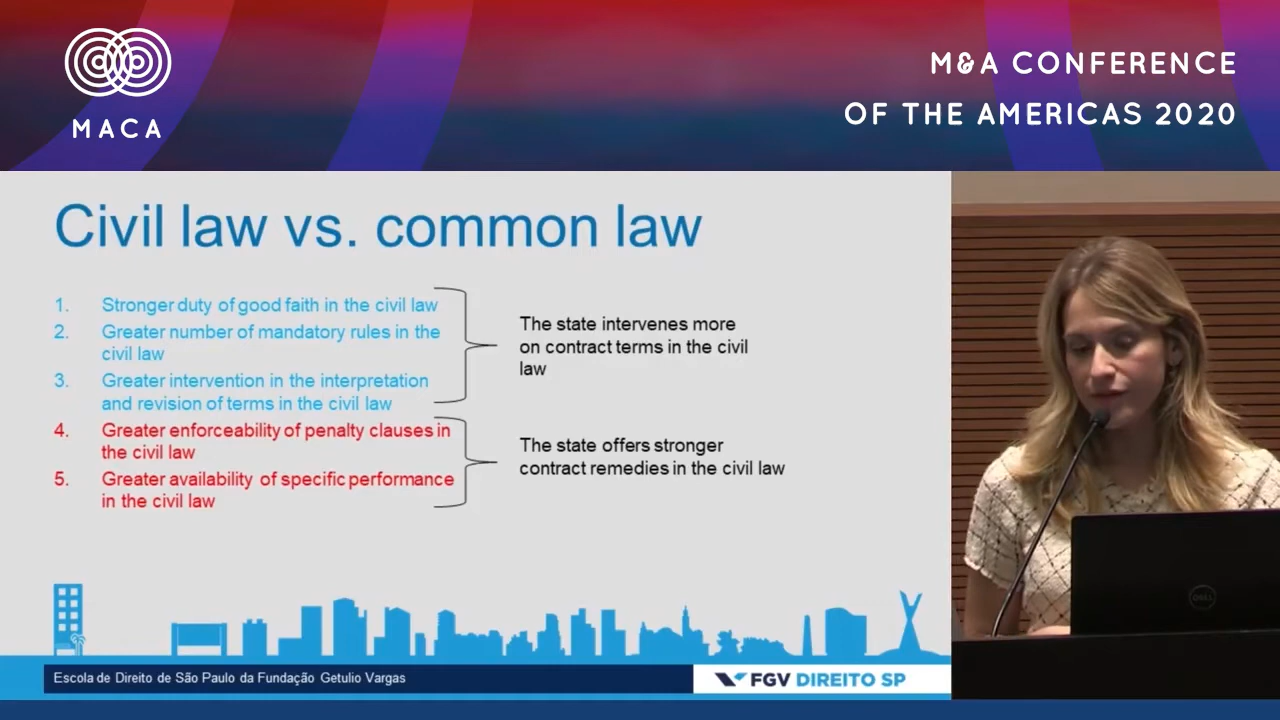 MACA
M&A CONFERENCE
OF THE AMERICAS 2020
Civil law vs. common law
1. Stronger duty of good faith in the civil law
2. Greater number of mandatory rules in the
civil law
3. Greater intervention in the interpretation
and revision of terms in the civil law
4. Greater enforceability of penalty clauses in
the civil law
5. Greater availability of specific performance
in the civil law
The state intervenes more
on contract terms in the civil
law
The state offers stronger
contract remedies in the civil law
Escola de Direito de São Paulo da Fundação Getulio Vargas
FGV DIREITO SP
DELL